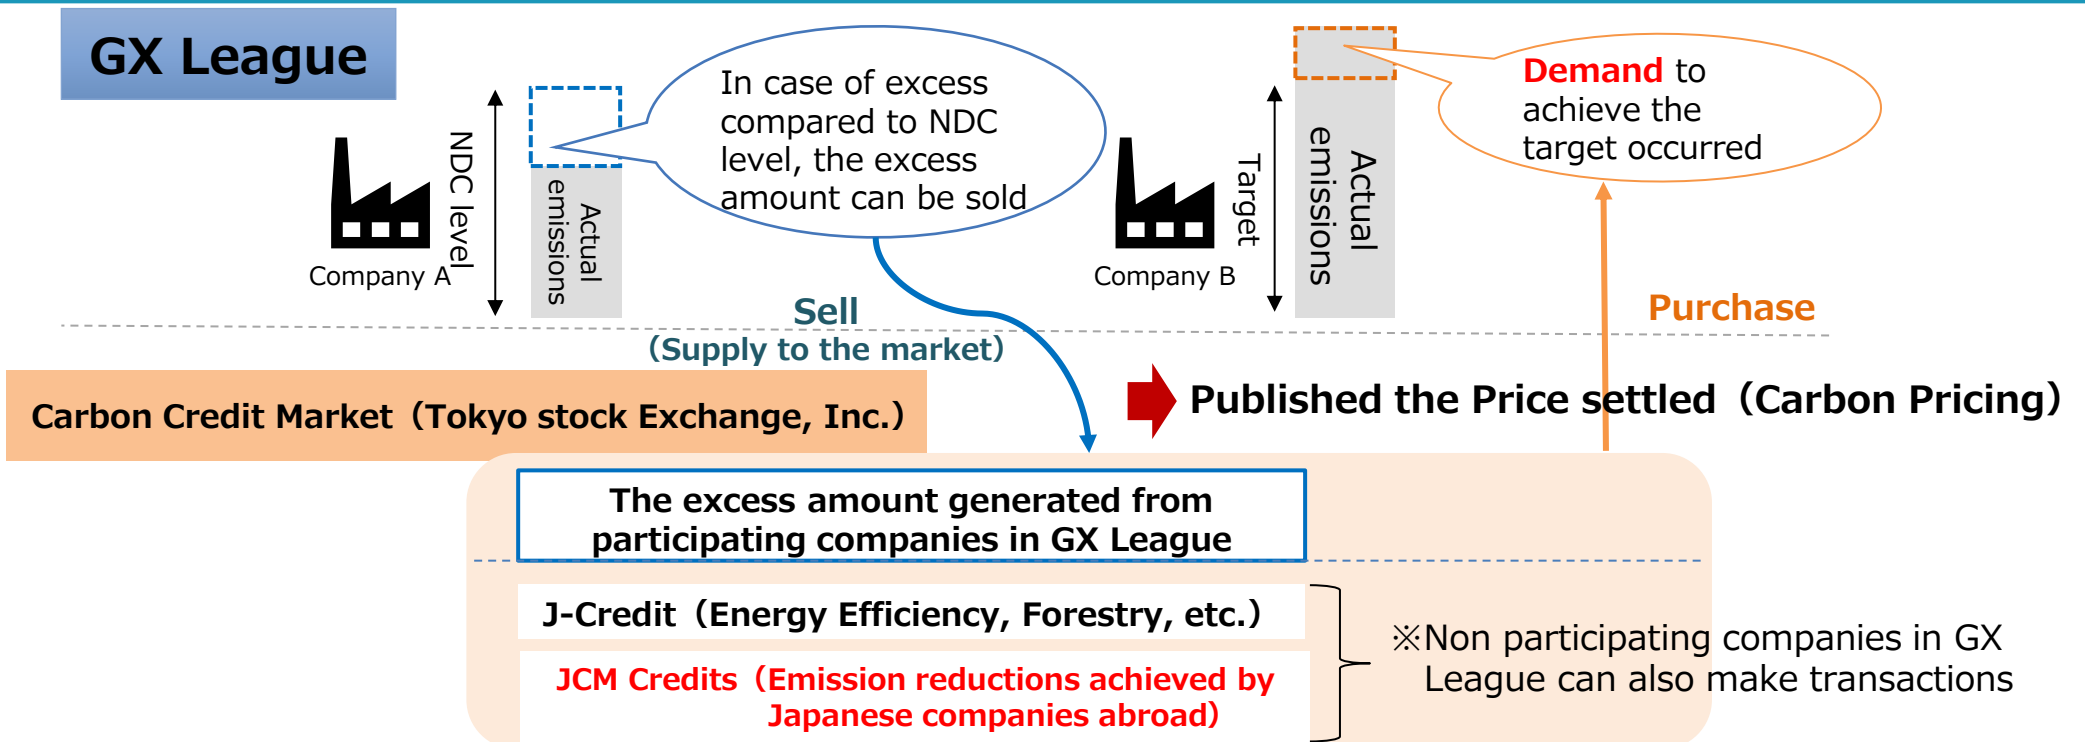 GX League
In case of excess
compared to NDC
level, the excess
amount can be sold
Demand to
achieve the
target occurred
NDC level
Actual
emissions
Company A
Target
Actual
emissions
Company B
Sell
（Supply to the market）
Purchase
Carbon Credit Market（Tokyo stock Exchange, Inc.）
Published the Price settled（Carbon Pricing）
The excess amount generated from
participating companies in GX League
J-Credit（Energy Efficiency, Forestry, etc.）
JCM Credits（Emission reductions achieved by
Japanese companies abroad）
※Non participating companies in GX
League can also make transactions